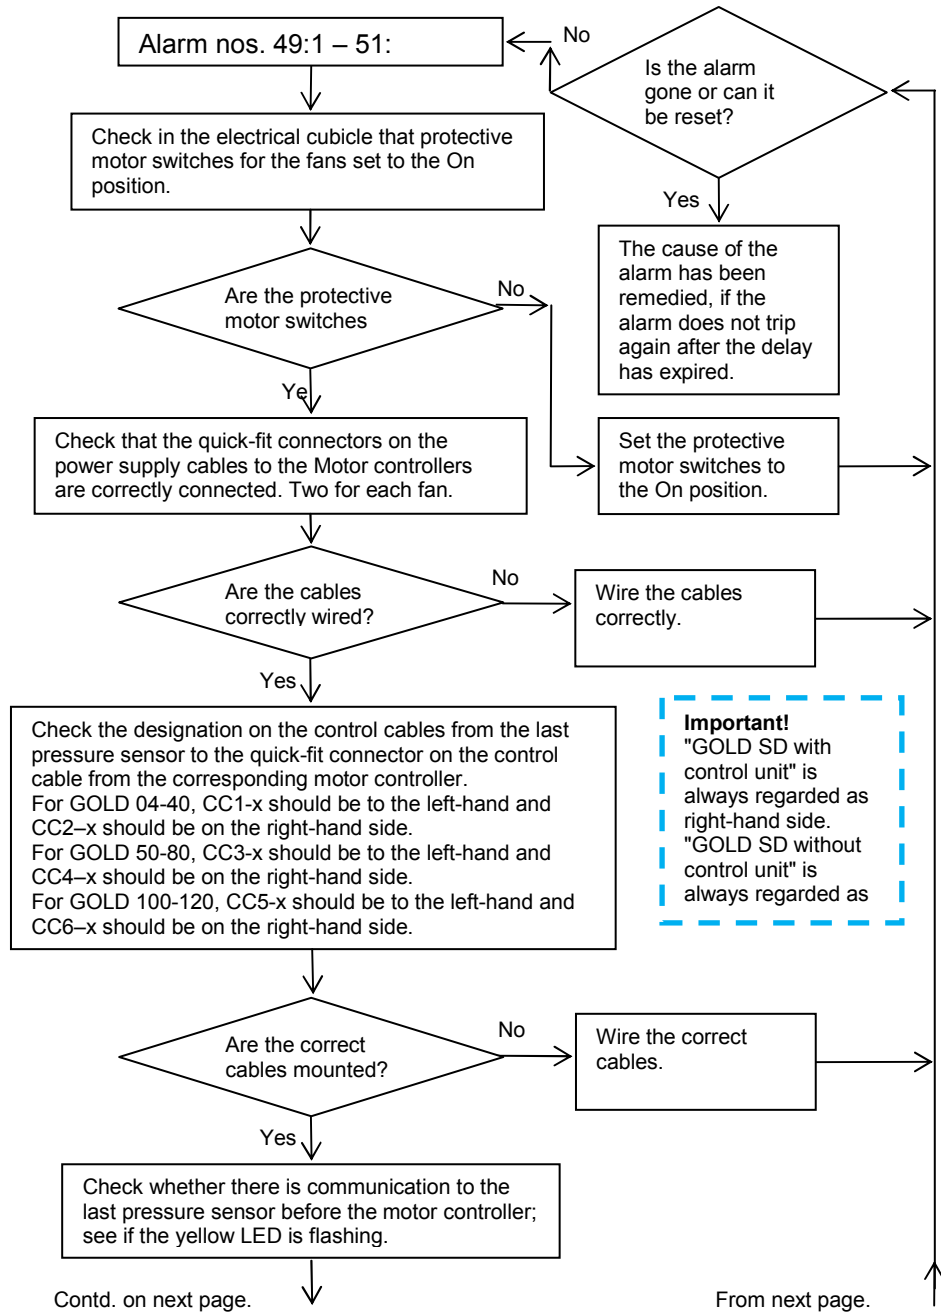 Alarm nos. 49:1 – 51:
No
Is the alarm
gone or can it
be reset?
Check in the electrical cubicle that protective
motor switches for the fans set to the On
position.
Yes
The cause of the
alarm has been
remedied, if the
alarm does not trip
again after the delay
has expired.
Are the protective
motor switches
No
Ye
Check that the quick-fit connectors on the
power supply cables to the Motor controllers
are correctly connected. Two for each fan.
Set the protective
motor switches to
the On position.
Are the cables
correctly wired?
No
Wire the cables
correctly.
Yes
Check the designation on the control cables from the last
pressure sensor to the quick-fit connector on the control
cable from the corresponding motor controller.
For GOLD 04-40, CC1-x should be to the left-hand and
CC2–x should be on the right-hand side.
For GOLD 50-80, CC3-x should be to the left-hand and
CC4–x should be on the right-hand side.
For GOLD 100-120, CC5-x should be to the left-hand and
CC6–x should be on the right-hand side.
Important!
"GOLD SD with
control unit" is
always regarded as
right-hand side.
"GOLD SD without
control unit" is
always regarded as
Are the correct
cables mounted?
No
Wire the correct
cables.
Yes
Check whether there is communication to the
last pressure sensor before the motor controller;
see if the yellow LED is flashing.
Contd. on next page.
From next page.